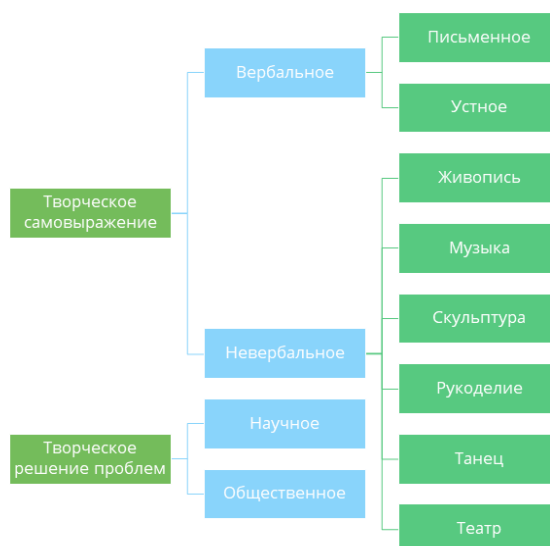 Творческое
самовыражение
Вербальное
Письменное
Устное
Невербальное
Живопись
Музыка
Скульптура
Рукоделие
Танец
Театр
Творческое
решение проблем
Научное
Общественное